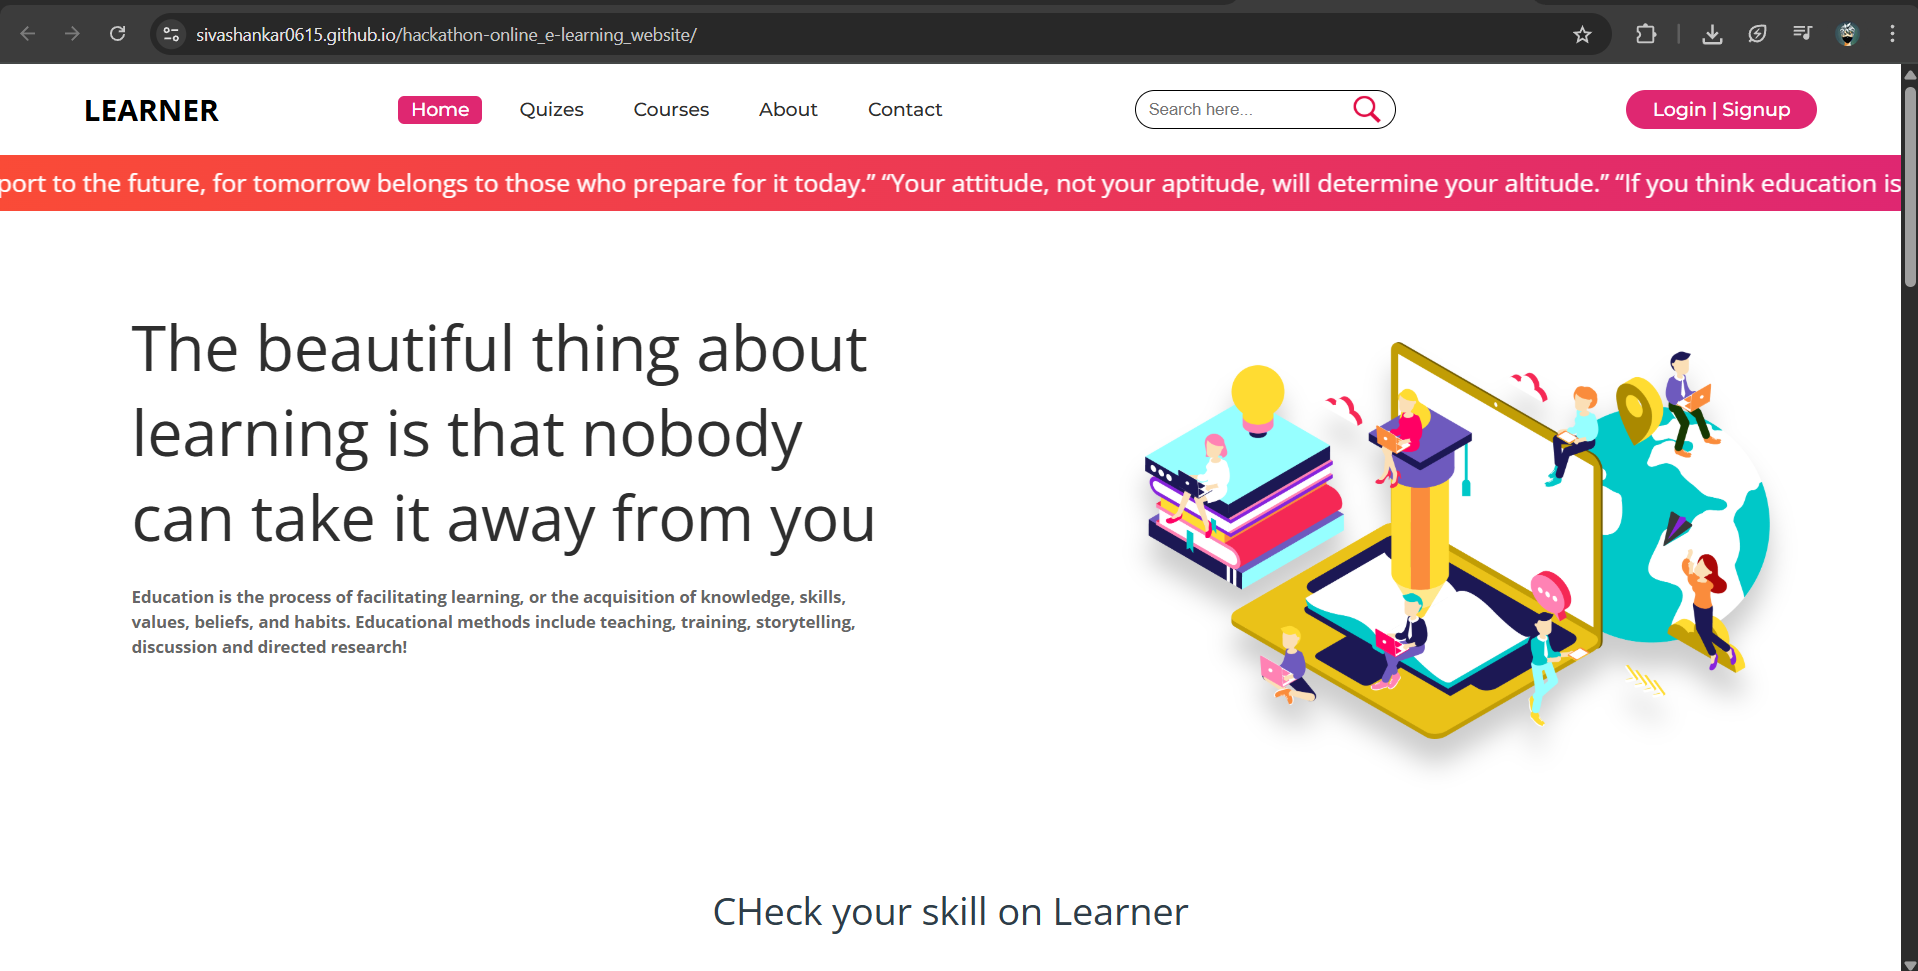 sivashankar0615.github.io/hackathon-online_e-learning_website/
LEARNER
Home
Quizes
Courses
About
Contact
Search here...
Login | Signup
port to the future, for tomorrow belongs to those who prepare for it today.” “Your attitude, not your aptitude, will determine your altitude.” “If you think education is
The beautiful thing about
learning is that nobody
can take it away from you
Education is the process of facilitating learning, or the acquisition of knowledge, skills,
values, beliefs, and habits. Educational methods include teaching, training, storytelling,
discussion and directed research!
CHeck your skill on Learner